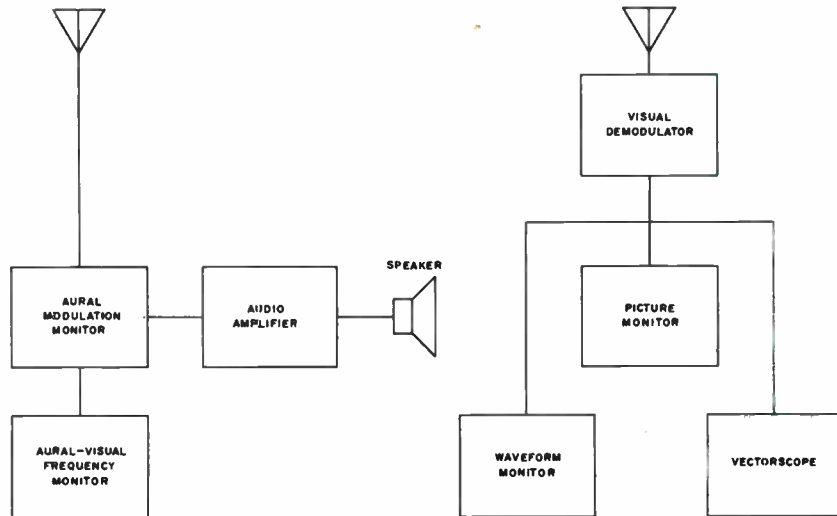 VISUAL
DEMODULATOR
SPEAKER
AURAL
MODULATION
MONITOR
AUDIO
AMPLIFIER
PICTURE
MONITOR
AURAL-VISUAL
FREQUENCY
MONITOR
WAVEFORM
MONITOR
VECTORSCOPE